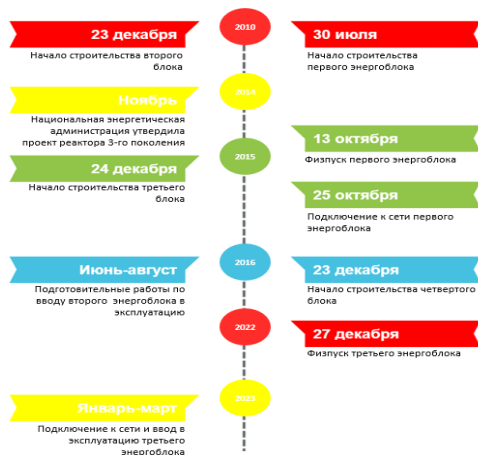 2010
23 декабря
Начало строительства второго
блока
30 июля
Начало строительства
первого энергоблока
2014
Ноябрь
Национальная энергетическая
администрация утвердила
проект реактора 3-го поколения
2015
13 октября
Физпуск первого энергоблока
24 декабря
Начало строительства третьего
блока
25 октября
Подключение к сети первого
энергоблока
2016
Июнь-август
Подготовительные работы по
вводу второго энергоблока в
эксплуатацию
23 декабря
Начало строительства четвертого
блока
2022
27 декабря
Физпуск третьего энергоблока
2023
Январь-март
Подключение к сети и ввод в
эксплуатацию третьего
энергоблока